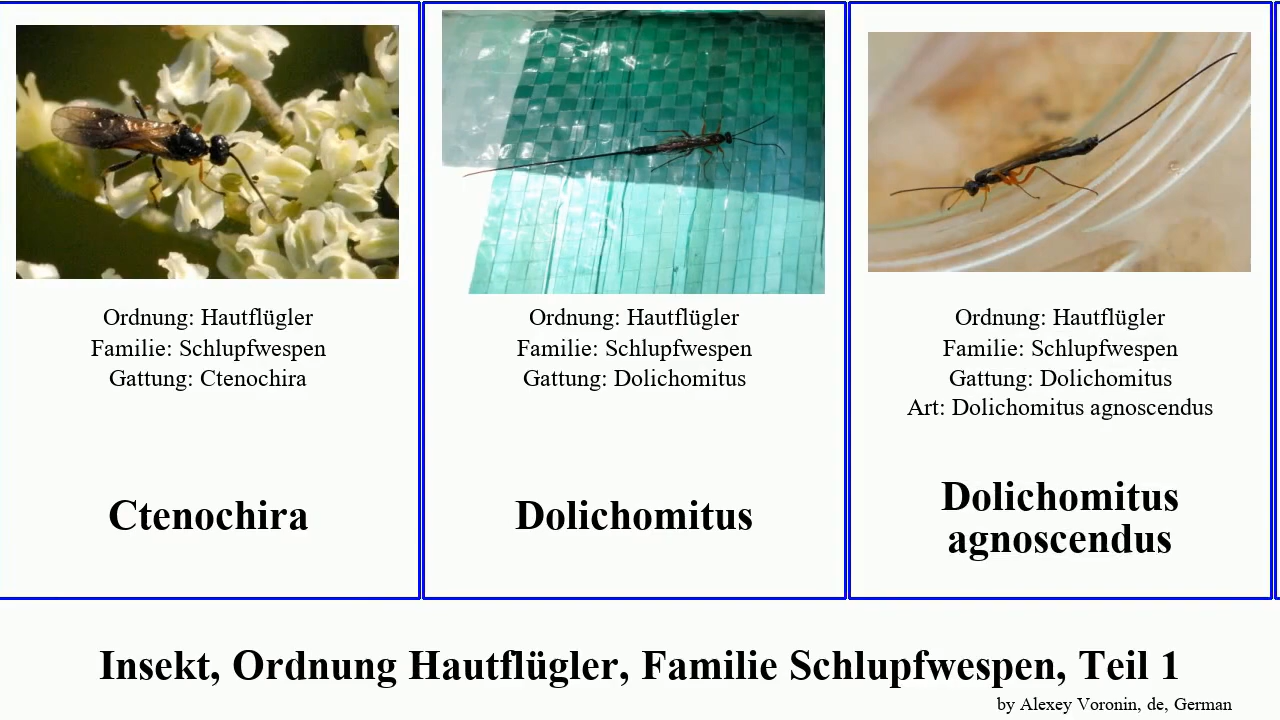 Ordnung: Hautflügler
Familie: Schlupfwespen
Gattung: Ctenochira
Ctenochira
Ordnung: Hautflügler
Familie: Schlupfwespen
Gattung: Dolichomitus
Dolichomitus
Ordnung: Hautflügler
Familie: Schlupfwespen
Gattung: Dolichomitus
Art: Dolichomitus agnoscendus
Dolichomitus
agnoscendus
Insekt, Ordnung Hautflügler, Familie Schlupfwespen, Teil 1
by Alexey Voronin, de, German